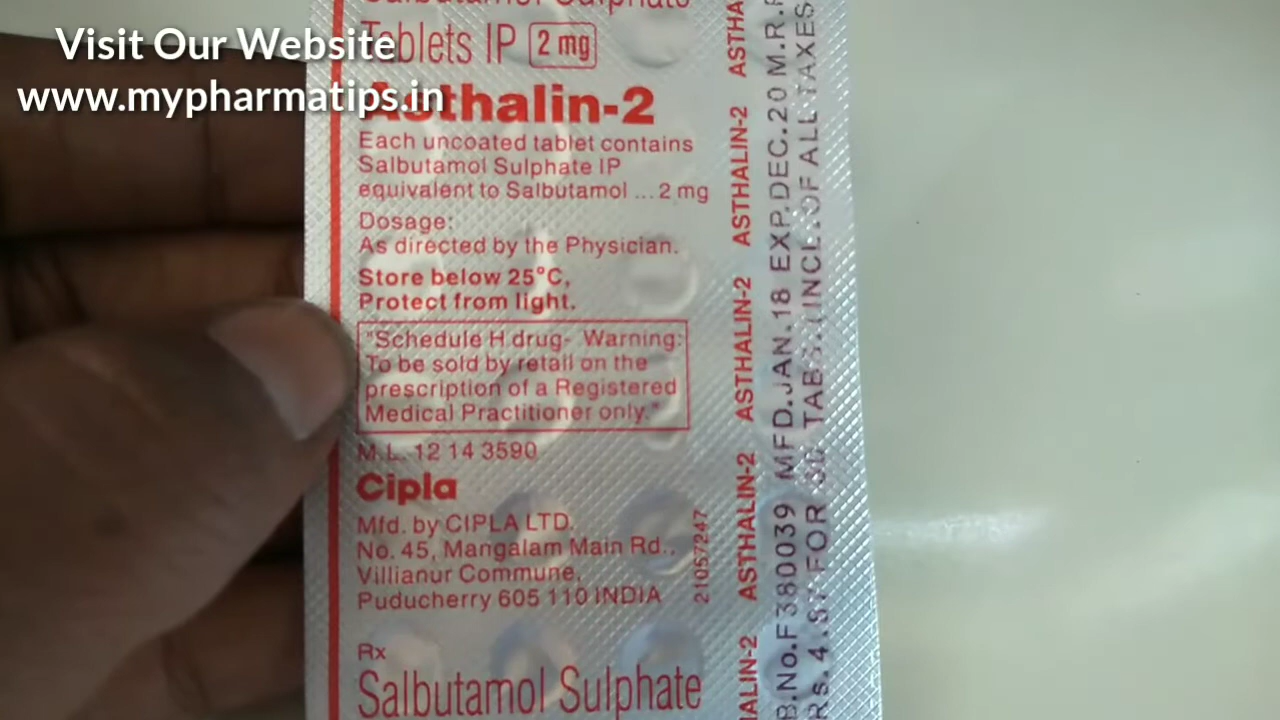 Visit Our Website
www.mypharmatips.in
Salbutamol Sulphate
Tablets IP 2 mg
Asthalin-2
Each uncoated tablet contains
Salbutamol Sulphate IP
equivalent to Salbutamol ... 2 mg
Dosage:
As directed by the Physician.
Store below 25°C,
Protect from light.
"Schedule H drug- Warning:
To be sold by retail on the
prescription of a Registered
Medical Practitioner only."
M.L. 12 14 3590
Cipla
Mfd. by CIPLA LTD.
No. 45, Mangalam Main Rd.,
Villianur Commune,
Puducherry 605 110 INDIA
21057247
Rx
Salbutamol Sulphate
ALIN-2 ASTHALIN-2 ASTHALIN-2 ASTHALIN-2 ASTHALIN-2 ASTHA
B.No.F380039 MFD.JAN.18 EXP.DEC.20 M.R.P
Rs. FOR 30 TABS.(INCL.OF ALL TAXES